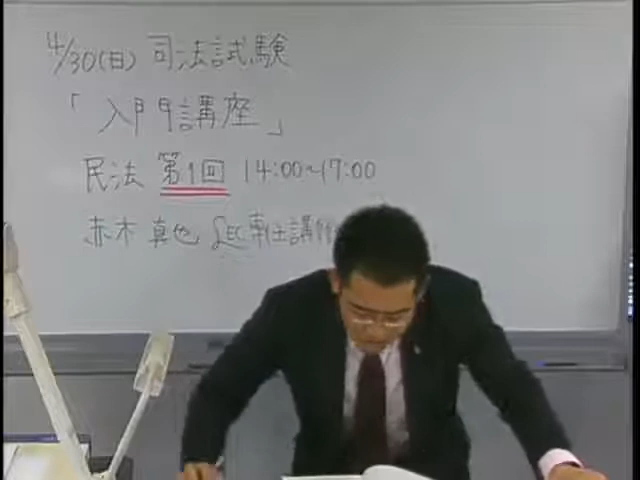 4/30(日) 司法試験
「入門講座」
民法 第1回 14:00~17:00
赤木 真也 LEC専任講師